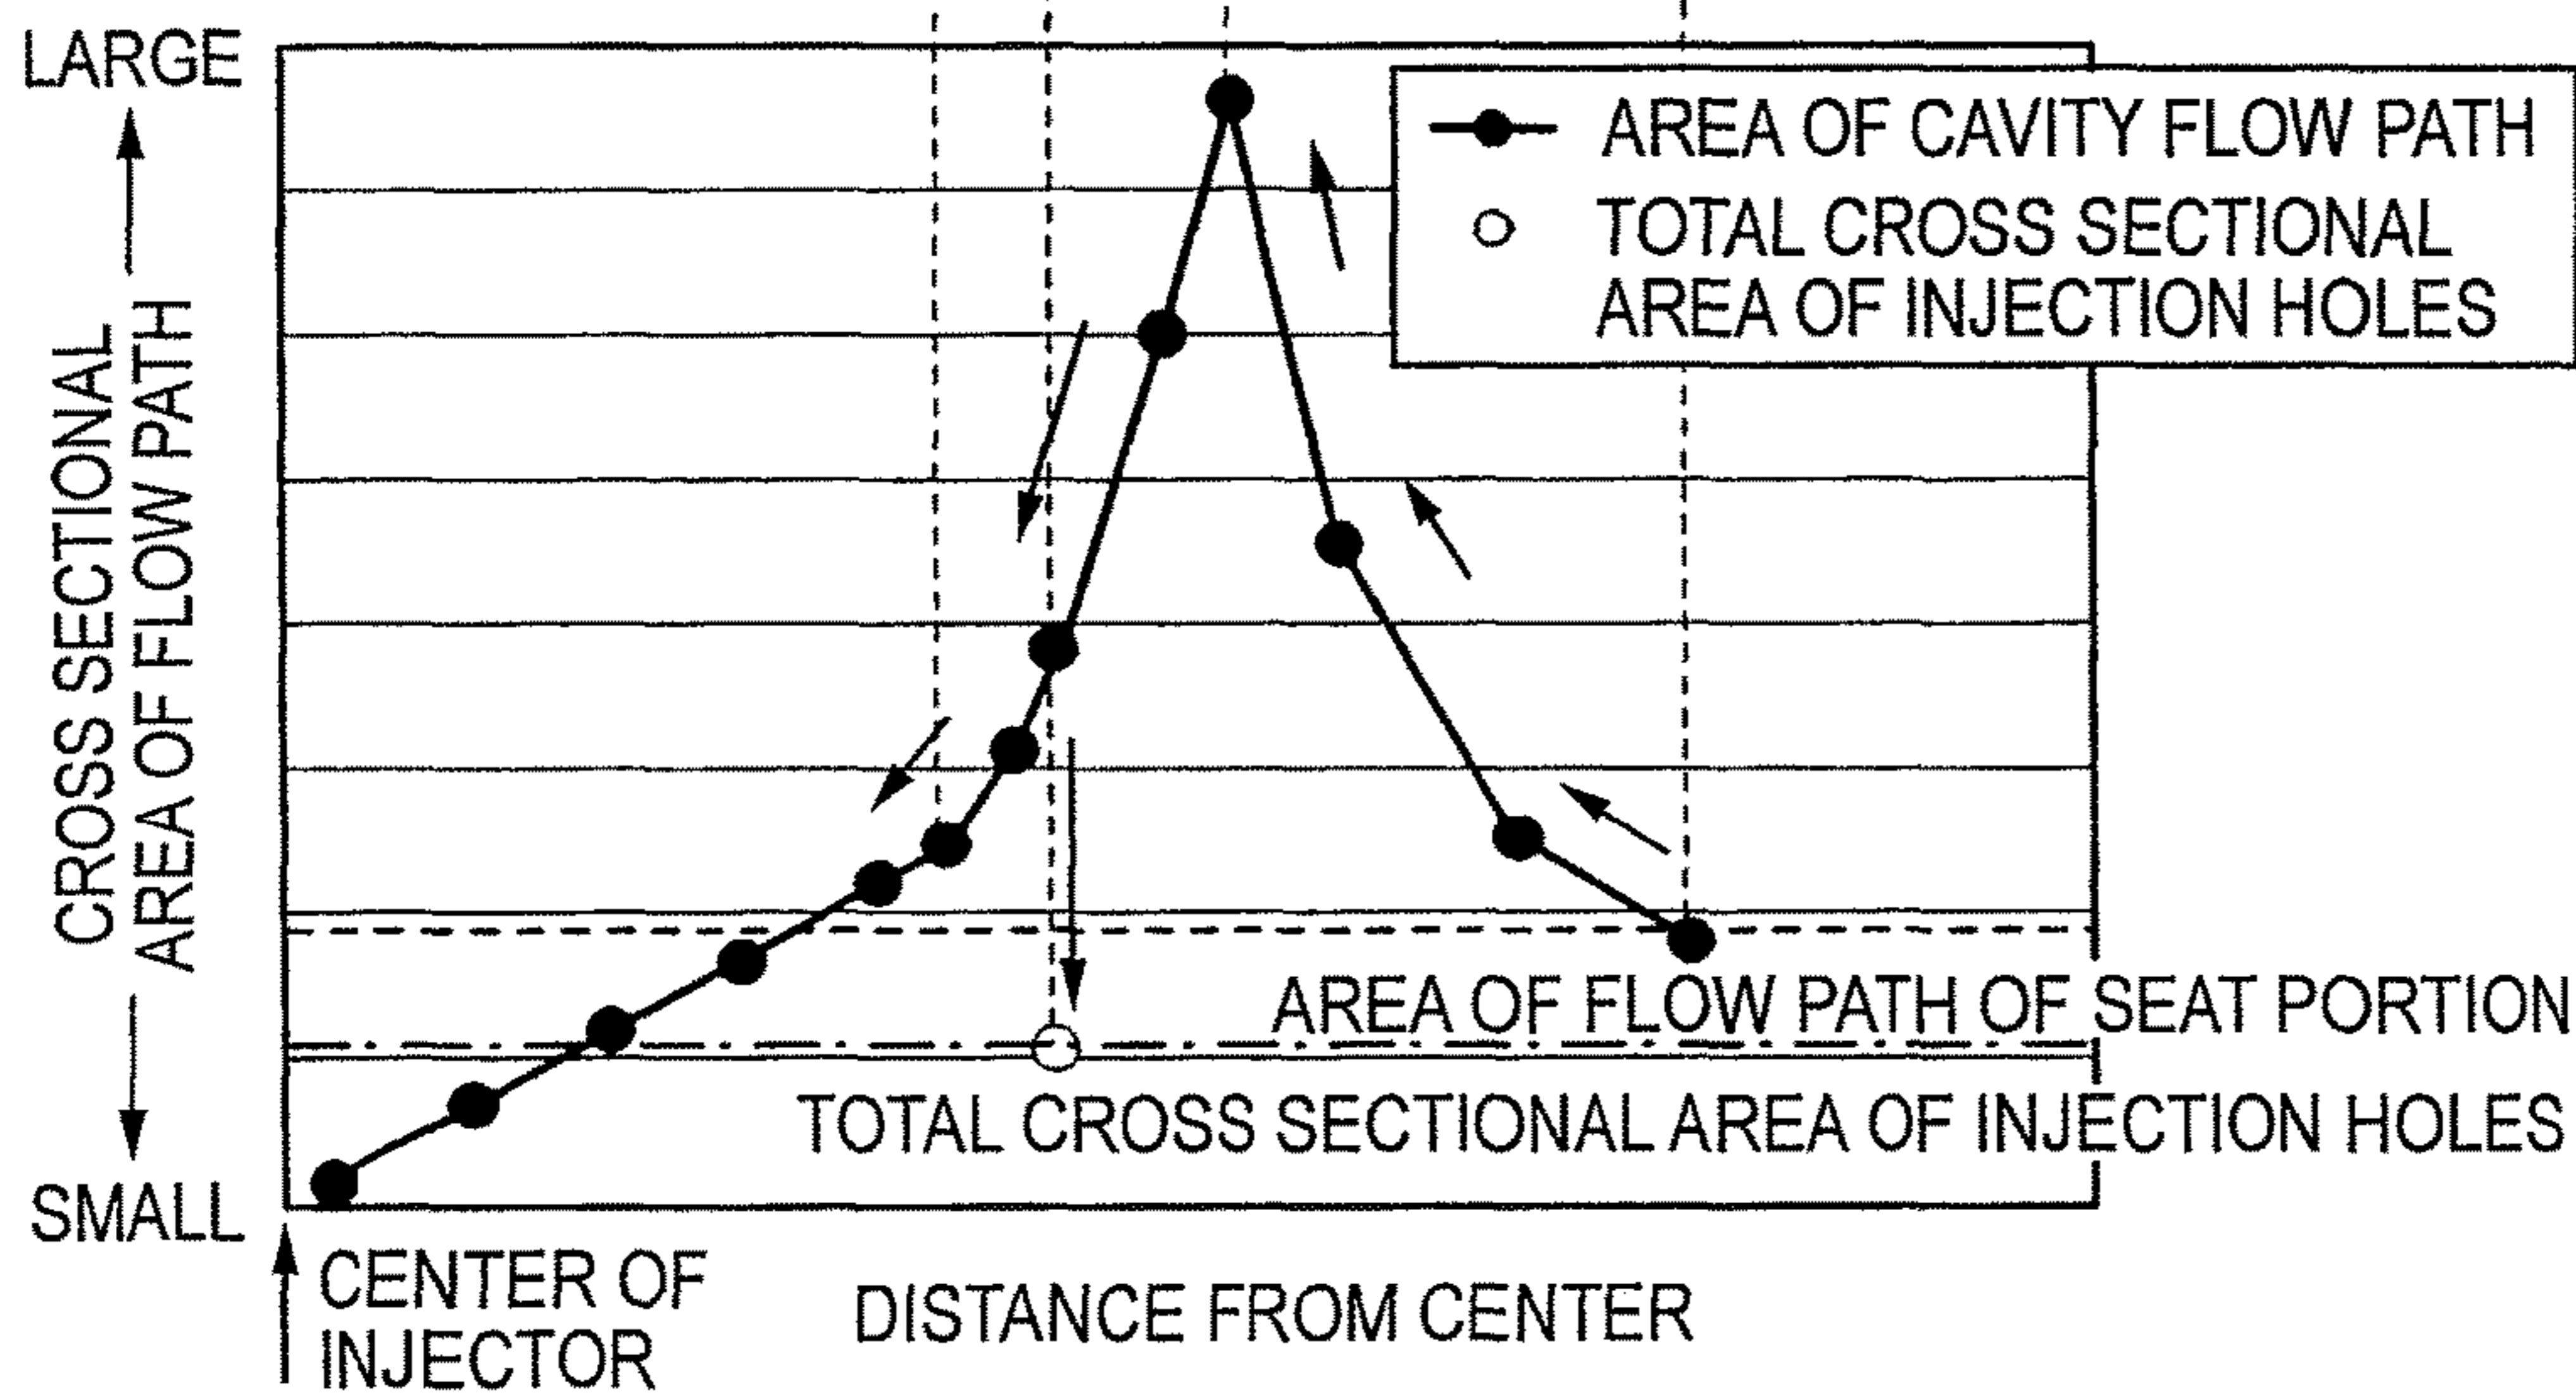 LARGE
CROSS SECTIONAL
AREA OF FLOW PATH
SMALL
AREA OF CAVITY FLOW PATH
TOTAL CROSS SECTIONAL
AREA OF INJECTION HOLES
AREA OF FLOW PATH OF SEAT PORTION
TOTAL CROSS SECTIONAL AREA OF INJECTION HOLES
CENTER OF
INJECTOR
DISTANCE FROM CENTER